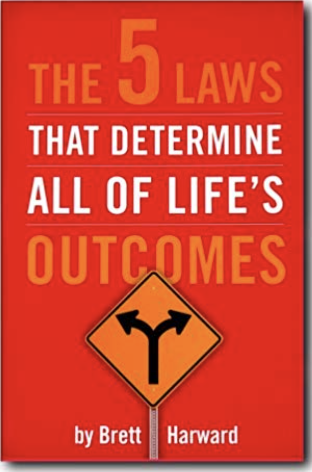 THE 5 LAWS
THAT DETERMINE
ALL OF LIFE'S
OUTCOMES
by Brett Harward